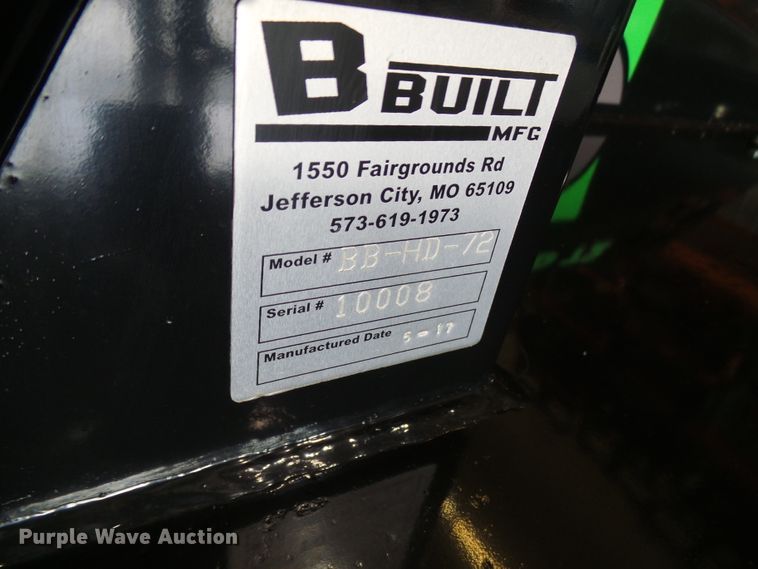 B BUILT
MFG
1550 Fairgrounds Rd
Jefferson City, MO 65109
573-619-1973
Model # BB-HD-72
Serial # 10008
Manufactured Date 5-17
Purple Wave Auction